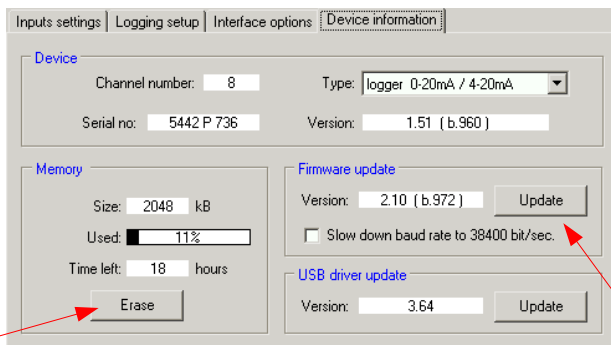 Inputs settings Logging setup Interface options Device information
Device
Channel number: 8 Type: logger 0-20mA / 4-20mA
Serial no: 5442 P 736 Version: 1.51 ( b.960 )
Memory
Size: 2048 kB
Used: 11%
Time left: 18 hours
Erase
Firmware update
Version: 2.10 ( b.972 ) Update
Slow down baud rate to 38400 bit/sec.
USB driver update
Version: 3.64 Update